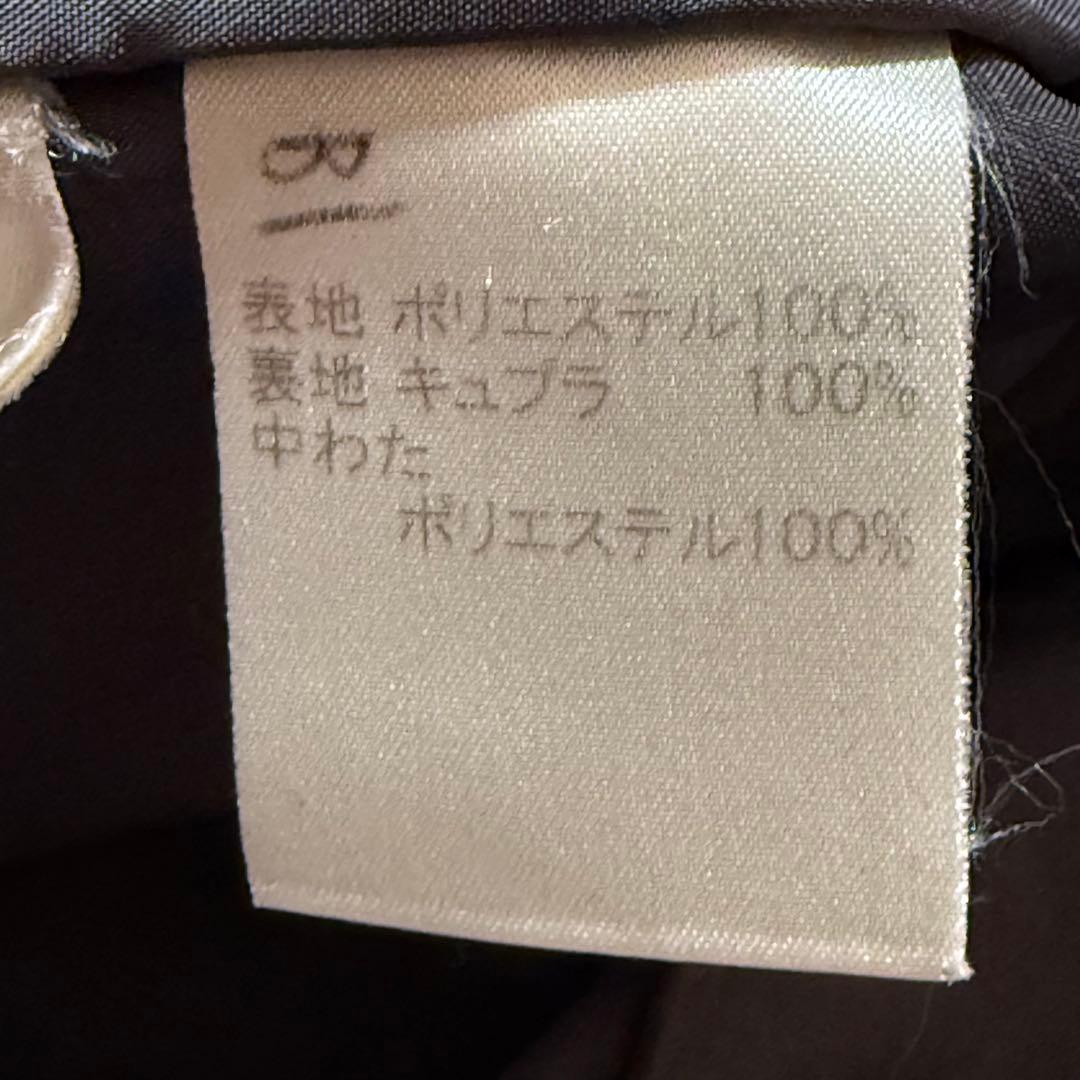 表地 ポリエステル100%
裏地 キュプラ 100%
中わた
ポリエステル100%